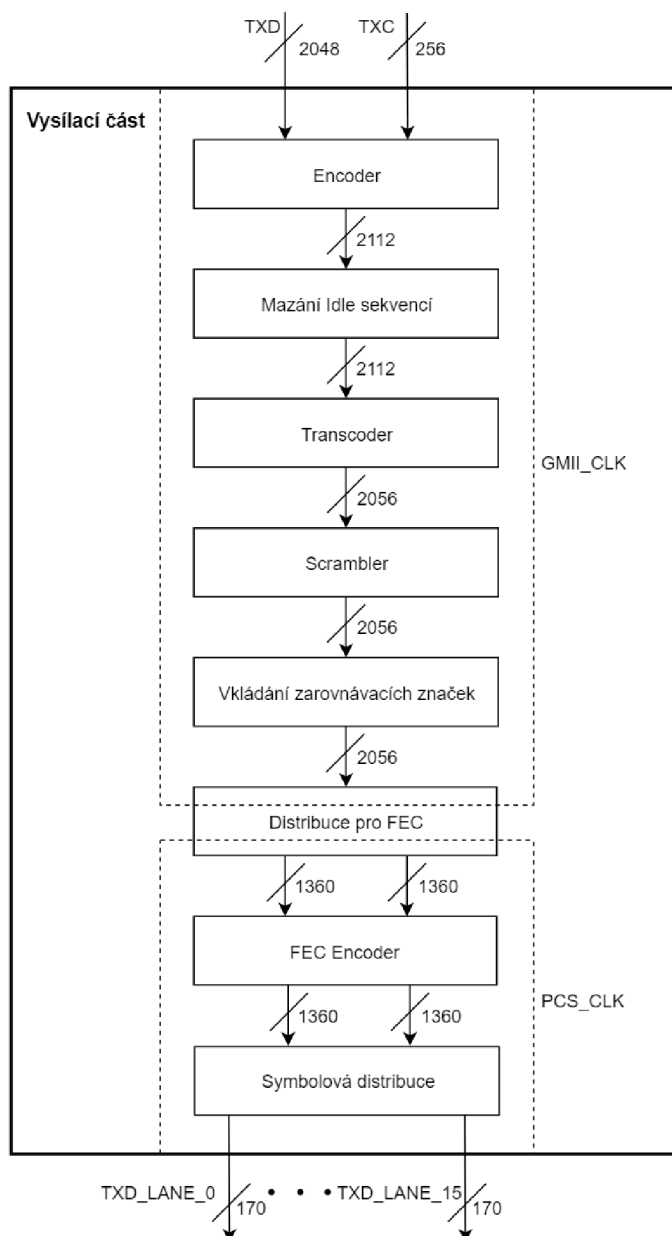 TXD TXC
2048 256
Vysílací část
Encoder
2112
Mazání Idle sekvencí
2112
Transcoder
GMII_CLK
2056
Scrambler
2056
Vkládání zarovnávacích značek
2056
Distribuce pro FEC
1360 1360
FEC Encoder
PCS_CLK
1360 1360
Symbolová distribuce
TXD_LANE_0 • • • TXD_LANE_15
170 170